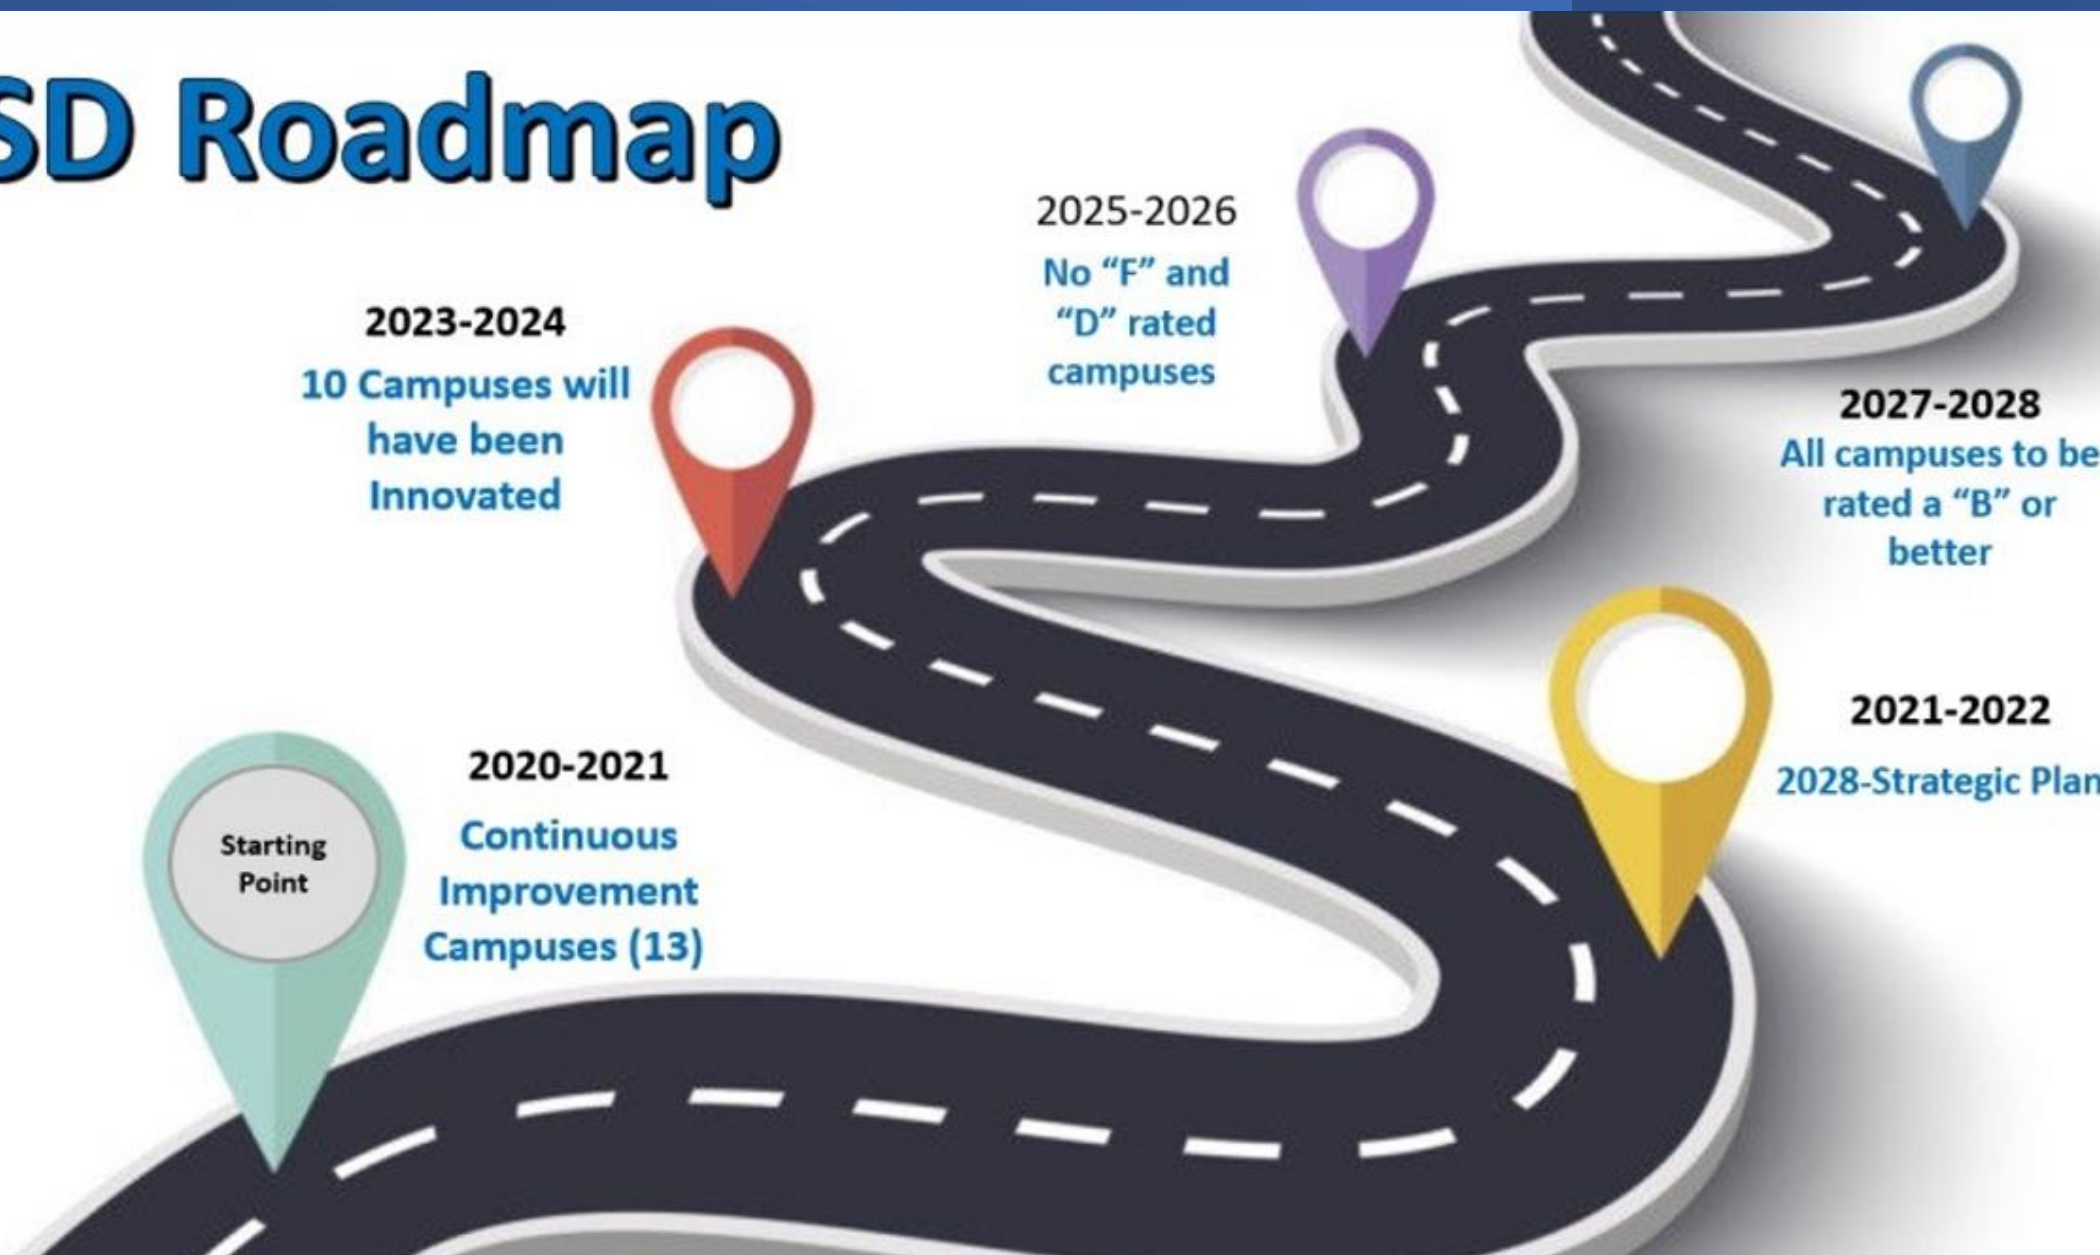 SD Roadmap
2025-2026
No “F” and
“D” rated
campuses
2023-2024
10 Campuses will
have been
Innovated
2027-2028
All campuses to be
rated a “B” or
better
2021-2022
2028-Strategic Plan
2020-2021
Continuous
Improvement
Campuses (13)
Starting
Point